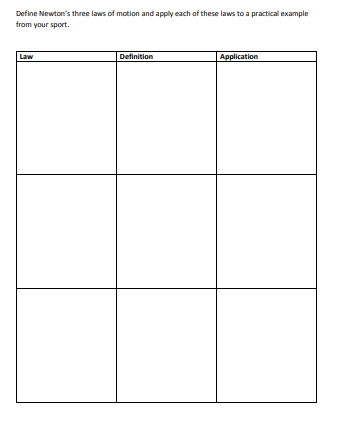 Define Newton's three laws of motion and apply each of these laws to a practical example
from your sport.
Law Definition Application